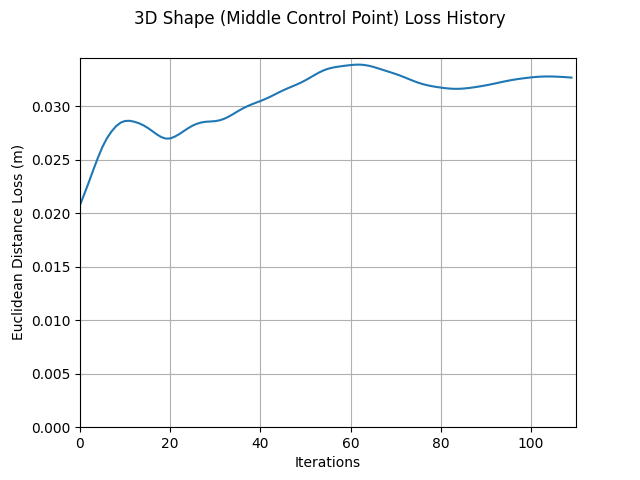 3D Shape (Middle Control Point) Loss History
0.030
0.025
0.020
0.015
0.010
0.005
0.000
Euclidean Distance Loss (m)
0 20 40 60 80 100
Iterations